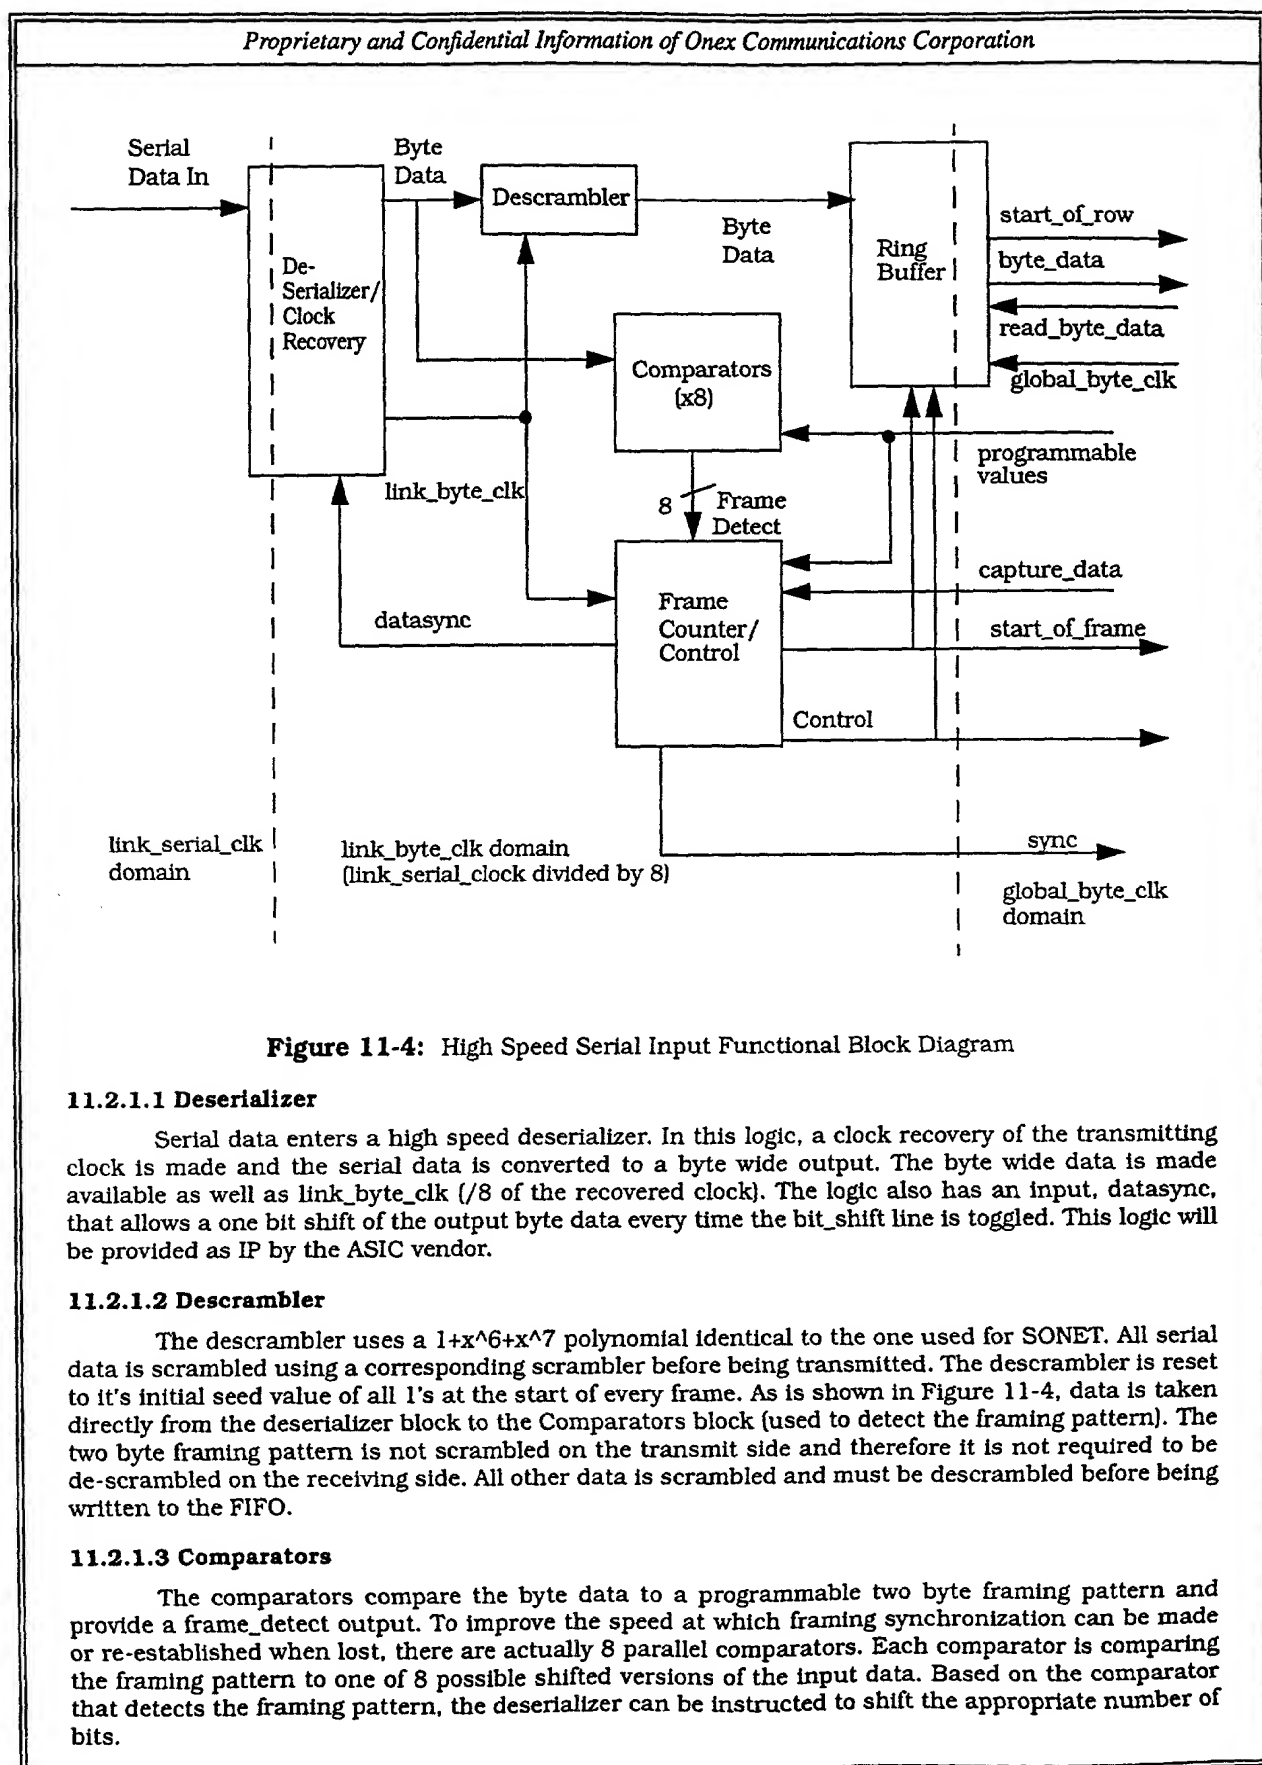 Proprietary and Confidential Information of Onex Communications Corporation
Serial
Data In
Byte
Data
Descrambler
Byte
Data
Ring
Buffer
start_of_row
byte_data
read_byte_data
global_byte_clk
De-
Serializer/
Clock
Recovery
Comparators
(x8)
programmable
values
link_byte_clk
8
Frame
Detect
capture_data
datasync
Frame
Counter/
Control
start_of_frame
Control
link_serial_clk
domain
link_byte_clk domain
(link_serial_clock divided by 8)
sync
global_byte_clk
domain
Figure 11-4: High Speed Serial Input Functional Block Diagram
11.2.1.1 Deserializer
Serial data enters a high speed deserializer. In this logic, a clock recovery of the transmitting
clock is made and the serial data is converted to a byte wide output. The byte wide data is made
available as well as link_byte_clk (/8 of the recovered clock). The logic also has an input, datasync,
that allows a one bit shift of the output byte data every time the bit_shift line is toggled. This logic will
be provided as IP by the ASIC vendor.
11.2.1.2 Descrambler
The descrambler uses a 1+x^6+x^7 polynomial identical to the one used for SONET. All serial
data is scrambled using a corresponding scrambler before being transmitted. The descrambler is reset
to it's initial seed value of all 1's at the start of every frame. As is shown in Figure 11-4, data is taken
directly from the deserializer block to the Comparators block (used to detect the framing pattern). The
two byte framing pattern is not scrambled on the transmit side and therefore it is not required to be
de-scrambled on the receiving side. All other data is scrambled and must be descrambled before being
written to the FIFO.
11.2.1.3 Comparators
The comparators compare the byte data to a programmable two byte framing pattern and
provide a frame_detect output. To improve the speed at which framing synchronization can be made
or re-established when lost, there are actually 8 parallel comparators. Each comparator is comparing
the framing pattern to one of 8 possible shifted versions of the input data. Based on the comparator
that detects the framing pattern, the deserializer can be instructed to shift the appropriate number of
bits.